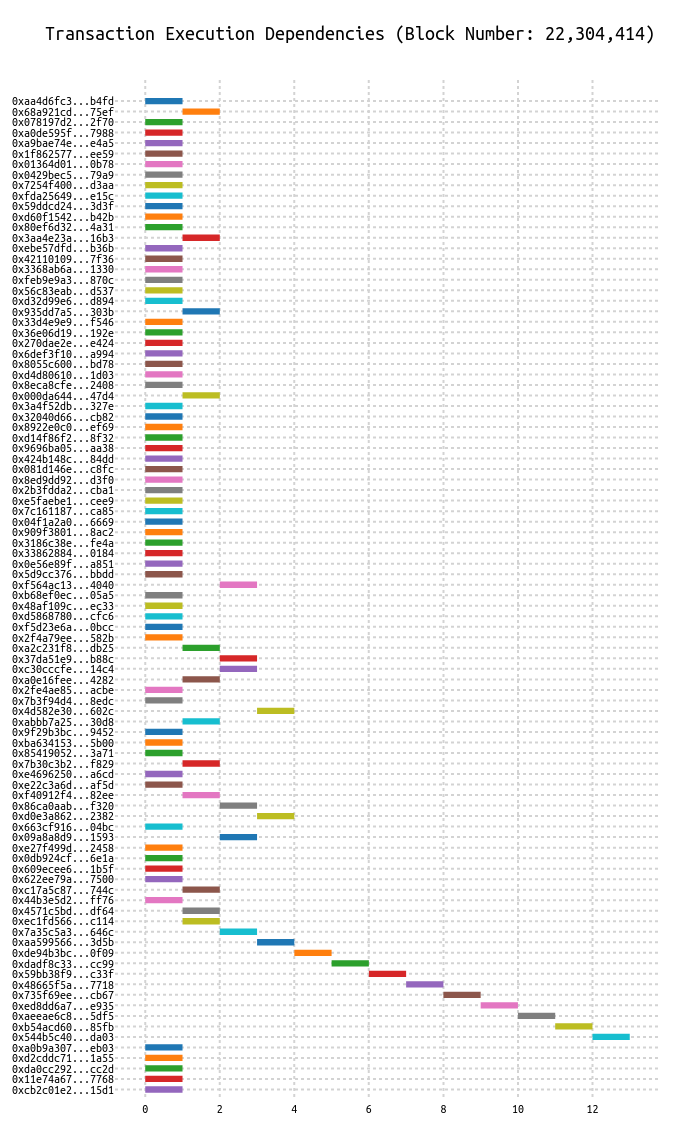 Transaction Execution Dependencies (Block Number: 22,304,414)
0xaa4d6fc3...b4fd
0x68a921cd...75ef
0x078197d2...2f70
0xa0de595f...7988
0xa9bae74e...e4a5
0x1f862577...ee59
0x01364d01...0b78
0x0429bec5...79a9
0x7254f400...d3aa
0xfda25649...e15c
0x59ddcd24...3d3f
0xd60f1542...b42b
0x80ef6d32...4a31
0x3aa4e23a...16b3
0xebe57dfd...b36b
0x42110109...7f36
0x3368ab6a...1330
0xfeb9e9a3...870c
0x56c83eab...d537
0xd32d99e6...d894
0x935dd7a5...303b
0x33d4e9e9...f546
0x36e06d19...192e
0x270dae2e...e424
0x6def3f10...a994
0x8055c600...bd78
0xd4d80610...1d03
0x8eca8cfe...2408
0x000da644...47d4
0x3a4f52db...327e
0x32040d66...cb82
0x8922e0c0...ef69
0xd14f86f2...8f32
0x9696ba05...aa38
0x424b148c...84dd
0x081d146e...c8fc
0x8ed9dd92...d3f0
0x2b3fdda2...cba1
0xe5faebe1...cee9
0x7c161187...ca85
0x04f1a2a0...6669
0x909f3801...8ac2
0x3186c38e...fe4a
0x33862884...0184
0x0e56e89f...a851
0x5d9cc376...bbdd
0xf564ac13...4040
0xb68ef0ec...05a5
0x48af109c...ec33
0xd5868780...cfc6
0xf5d23e6a...0bcc
0x2f4a79ee...582b
0xa2c231f8...db25
0x37da51e9...b88c
0xc30cccfe...14c4
0xa0e16fee...4282
0x2fe4ae85...acbe
0x7b3f94d4...8edc
0x4d582e30...602c
0xabbb7a25...30d8
0x9f29b3bc...9452
0xba634153...5b00
0x85419052...3a71
0x7b30c3b2...f829
0xe4696250...a6cd
0xe22c3a6d...af5d
0xf40912f4...82ee
0x86ca0aab...f320
0xd0e3a862...2382
0x663cf916...04bc
0x09a8a8d9...1593
0xe27f499d...2458
0x0db924cf...6e1a
0x609ecee6...1b5f
0x622ee79a...7500
0xc17a5c87...744c
0x44b3e5d2...ff76
0x4571c5bd...df64
0xec1fd566...c114
0x7a35c5a3...646c
0xaa599566...3d5b
0xde94b3bc...0f09
0xdadf8c33...cc99
0x59bb38f9...c33f
0x48665f5a...7718
0x735f69ee...cb67
0xed8dd6a7...e935
0xaeeae6c8...5df5
0xb54acd60...85fb
0x544b5c40...da03
0xa0b9a307...eb03
0xd2cddc71...1a55
0xda0cc292...cc2d
0x11e74a67...7768
0xcb2c01e2...15d1
0 2 4 6 8 10 12